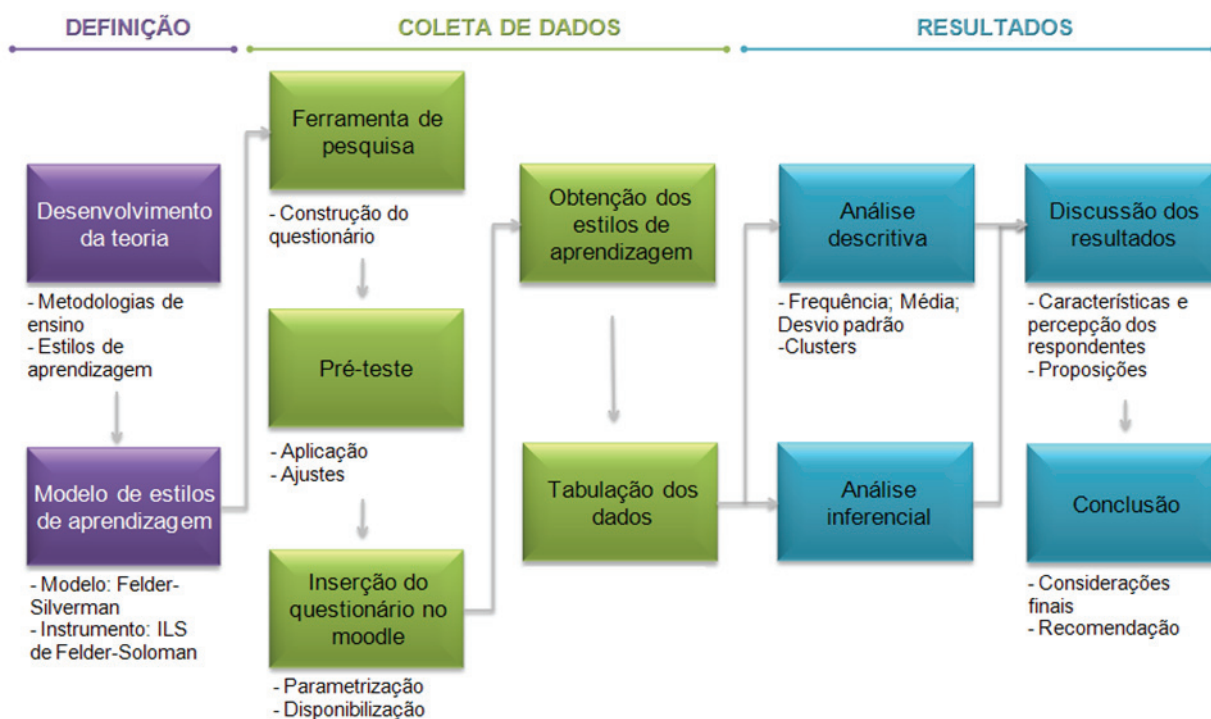 DEFINIÇÃO
COLETA DE DADOS
RESULTADOS
Desenvolvimento
da teoria
- Metodologias de
ensino
- Estilos de
aprendizagem
Modelo de estilos
de aprendizagem
- Modelo: Felder-
Silverman
- Instrumento: ILS
de Felder-Soloman
Ferramenta de
pesquisa
- Construção do
questionário
Pré-teste
- Aplicação
- Ajustes
Inserção do
questionário no
moodle
- Parametrização
- Disponibilização
Obtenção dos
estilos de
aprendizagem
Tabulação dos
dados
Análise
descritiva
- Frequência; Média;
Desvio padrão
-Clusters
Análise
inferencial
Discussão dos
resultados
- Características e
percepção dos
respondentes
- Proposições
Conclusão
- Considerações
finais
- Recomendação